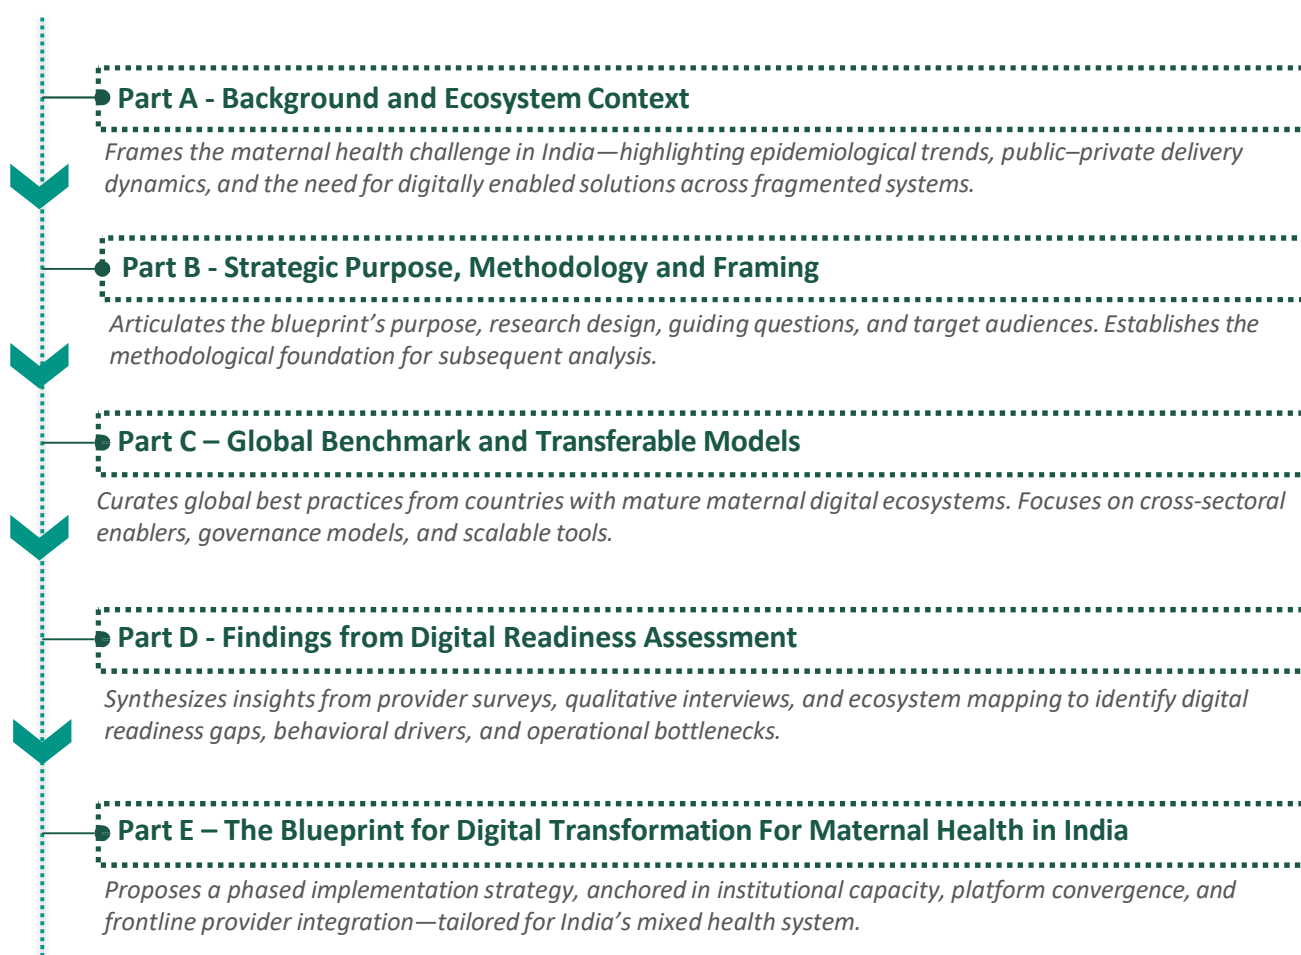 Part A - Background and Ecosystem Context
Frames the maternal health challenge in India—highlighting epidemiological trends, public–private delivery
dynamics, and the need for digitally enabled solutions across fragmented systems.
Part B - Strategic Purpose, Methodology and Framing
Articulates the blueprint’s purpose, research design, guiding questions, and target audiences. Establishes the
methodological foundation for subsequent analysis.
Part C – Global Benchmark and Transferable Models
Curates global best practices from countries with mature maternal digital ecosystems. Focuses on cross-sectoral
enablers, governance models, and scalable tools.
Part D - Findings from Digital Readiness Assessment
Synthesizes insights from provider surveys, qualitative interviews, and ecosystem mapping to identify digital
readiness gaps, behavioral drivers, and operational bottlenecks.
Part E – The Blueprint for Digital Transformation For Maternal Health in India
Proposes a phased implementation strategy, anchored in institutional capacity, platform convergence, and
frontline provider integration—tailored for India’s mixed health system.